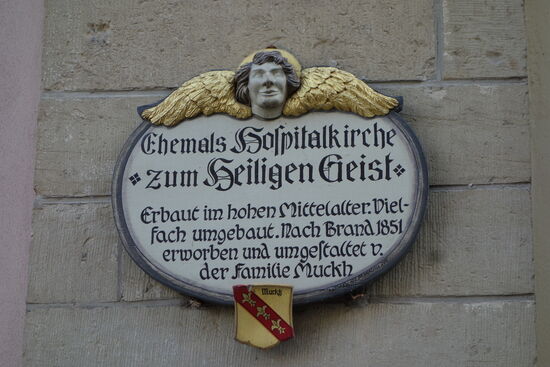 Ehemals Hoſpitalkirche
zum Heiligen Geist
Erbaut im hohen Mittelalter. Viel-
fach umgebaut. Nach Brand 1851
erworben und umgeſtaltet v.
der Familie Muckh
Muckh